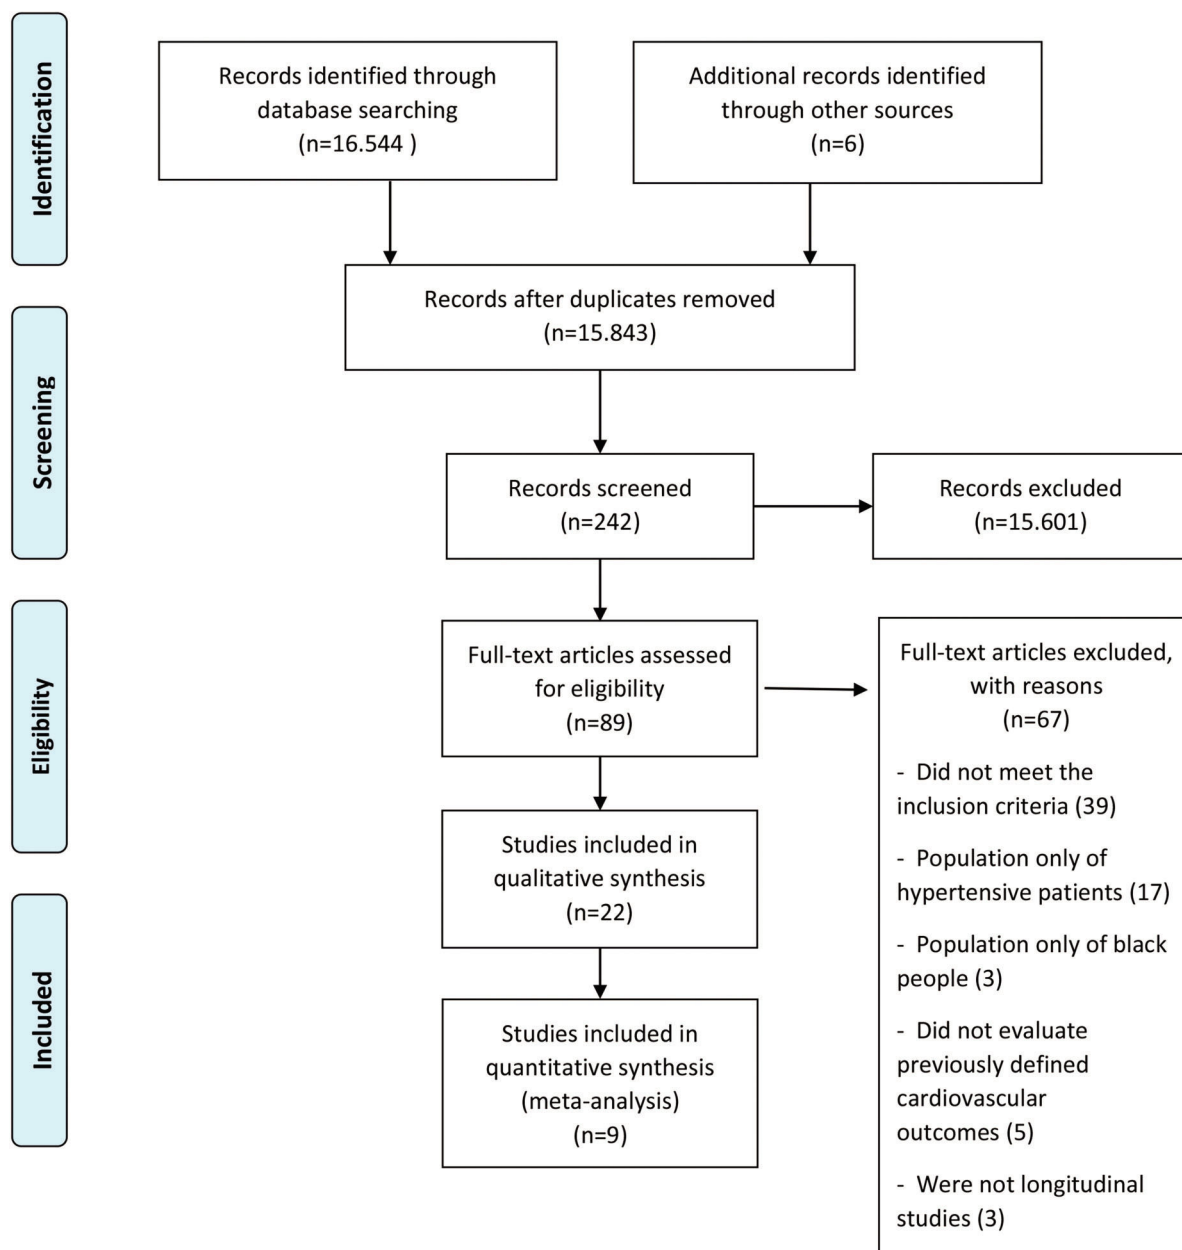 Identification
Records identified through
database searching
(n=16.544 )
Additional records identified
through other sources
(n=6)
Records after duplicates removed
(n=15.843)
Screening
Records screened
(n=242)
Records excluded
(n=15.601)
Eligibility
Full-text articles assessed
for eligibility
(n=89)
Full-text articles excluded,
with reasons
(n=67)
- Did not meet the
inclusion criteria (39)
- Population only of
hypertensive patients (17)
- Population only of black
people (3)
- Did not evaluate
previously defined
cardiovascular
outcomes (5)
- Were not longitudinal
studies (3)
Studies included in
qualitative synthesis
(n=22)
Included
Studies included in
quantitative synthesis
(meta-analysis)
(n=9)